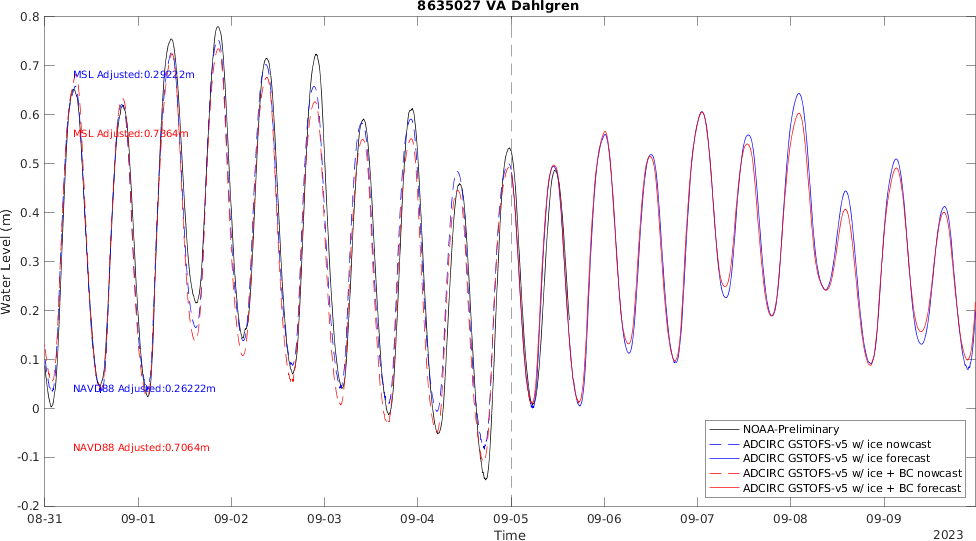 8635027 VA Dahlgren
Water Level (m)
0.8
0.7
0.6
0.5
0.4
0.3
0.2
0.1
0
-0.1
-0.2
MSL Adjusted:0.29222m
MSL Adjusted:0.7364m
NAVD88 Adjusted:0.26222m
NAVD88 Adjusted:0.7064m
NOAA-Preliminary
ADCIRC GSTOFS-v5 w/ ice nowcast
ADCIRC GSTOFS-v5 w/ ice forecast
ADCIRC GSTOFS-v5 w/ ice + BC nowcast
ADCIRC GSTOFS-v5 w/ ice + BC forecast
08-31 09-01 09-02 09-03 09-04 09-05 09-06 09-07 09-08 09-09
Time
2023